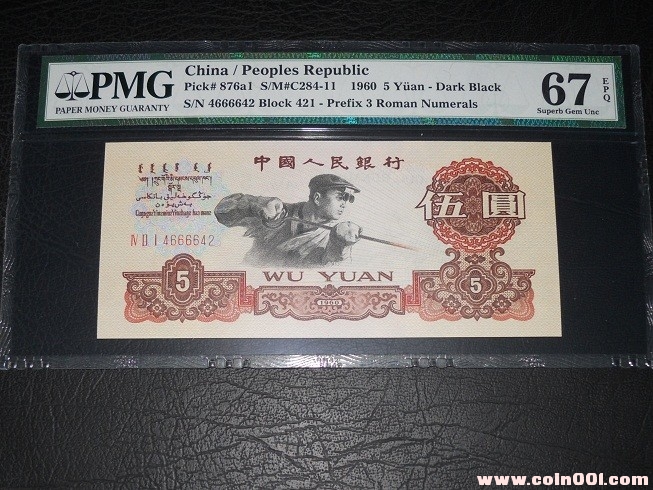 PMG
PAPER MONEY GUARANTY
China / Peoples Republic
Pick# 876a1 S/M#C284-11 1960 5 Yüan - Dark Black
S/N 4666642 Block 421 - Prefix 3 Roman Numerals
67 EPQ
Superb Gem Unc
中國人民銀行
伍圓
IV II I 4666642
WU YUAN
5
1960
5
www.coin001.com